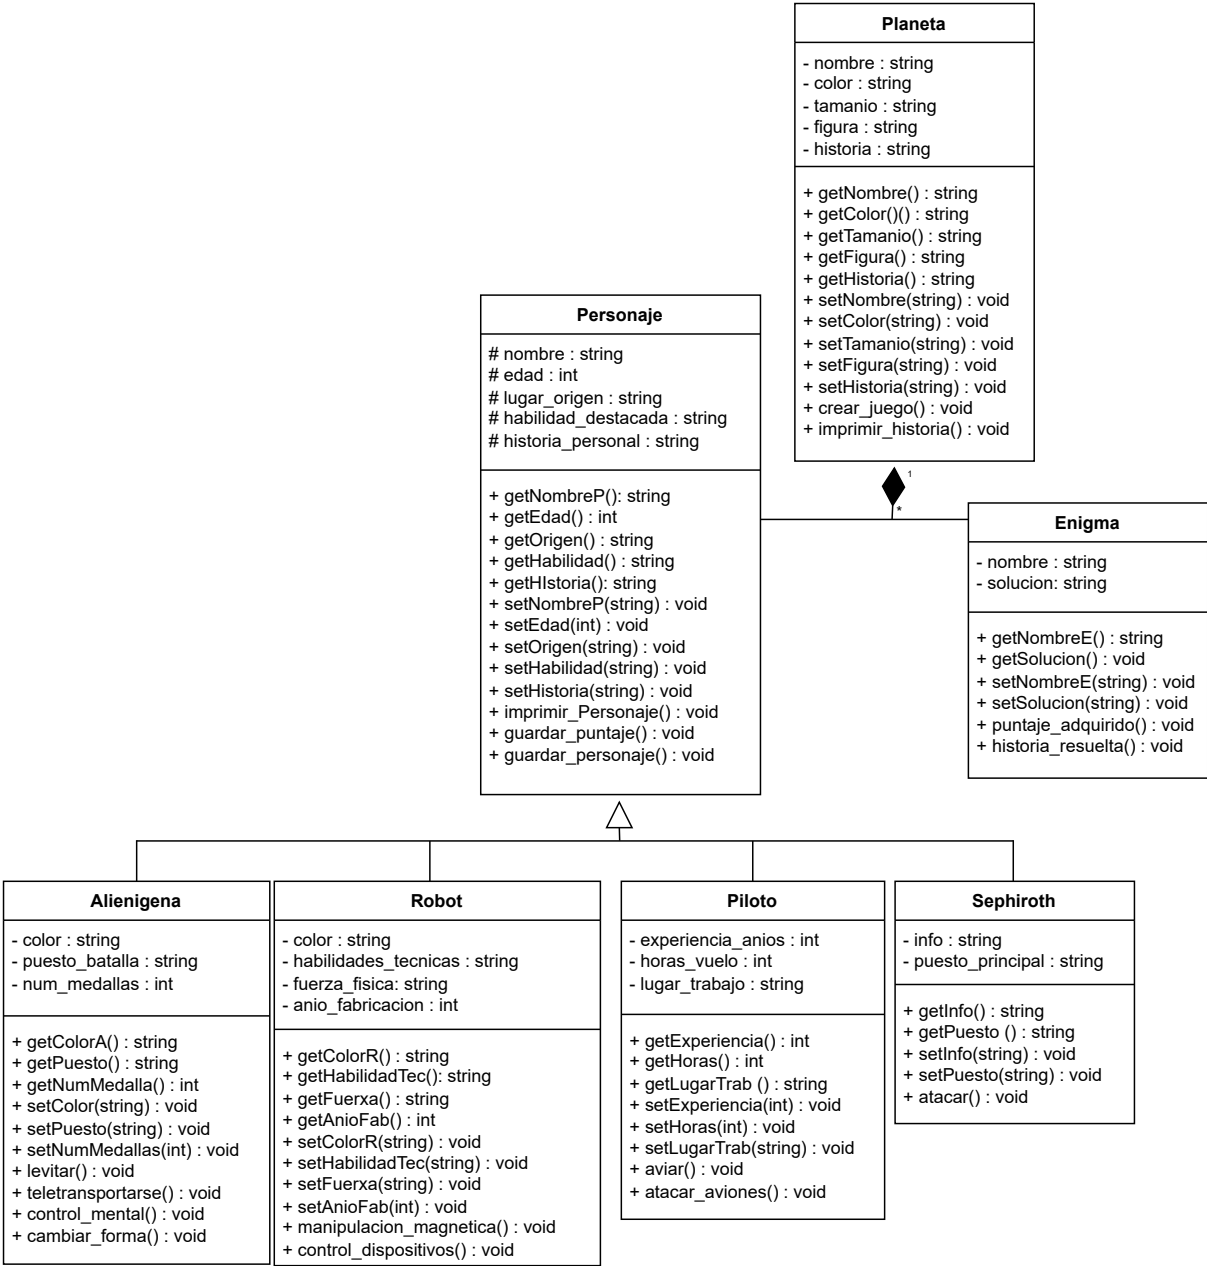 Planeta
- nombre : string
- color : string
- tamanio : string
- figura : string
- historia : string
+ getNombre() : string
+ getColor()() : string
+ getTamanio() : string
+ getFigura() : string
+ getHistoria() : string
+ setNombre(string) : void
+ setColor(string) : void
+ setTamanio(string) : void
+ setFigura(string) : void
+ setHistoria(string) : void
+ crear_juego() : void
+ imprimir_historia() : void
1
*
Personaje
# nombre : string
# edad : int
# lugar_origen : string
# habilidad_destacada : string
# historia_personal : string
+ getNombreP(): string
+ getEdad() : int
+ getOrigen() : string
+ getHabilidad() : string
+ getHIstoria(): string
+ setNombreP(string) : void
+ setEdad(int) : void
+ setOrigen(string) : void
+ setHabilidad(string) : void
+ setHistoria(string) : void
+ imprimir_Personaje() : void
+ guardar_puntaje() : void
+ guardar_personaje() : void
Enigma
- nombre : string
- solucion: string
+ getNombreE() : string
+ getSolucion() : void
+ setNombreE(string) : void
+ setSolucion(string) : void
+ puntaje_adquirido() : void
+ historia_resuelta() : void
Alienigena
- color : string
- puesto_batalla : string
- num_medallas : int
+ getColorA() : string
+ getPuesto() : string
+ getNumMedalla() : int
+ setColor(string) : void
+ setPuesto(string) : void
+ setNumMedallas(int) : void
+ levitar() : void
+ teletransportarse() : void
+ control_mental() : void
+ cambiar_forma() : void
Robot
- color : string
- habilidades_tecnicas : string
- fuerza_fisica: string
- anio_fabricacion : int
+ getColorR() : string
+ getHabilidadTec(): string
+ getFuerxa() : string
+ getAnioFab() : int
+ setColorR(string) : void
+ setHabilidadTec(string) : void
+ setFuerxa(string) : void
+ setAnioFab(int) : void
+ manipulacion_magnetica() : void
+ control_dispositivos() : void
Piloto
- experiencia_anios : int
- horas_vuelo : int
- lugar_trabajo : string
+ getExperiencia() : int
+ getHoras() : int
+ getLugarTrab () : string
+ setExperiencia(int) : void
+ setHoras(int) : void
+ setLugarTrab(string) : void
+ aviar() : void
+ atacar_aviones() : void
Sephiroth
- info : string
- puesto_principal : string
+ getInfo() : string
+ getPuesto () : string
+ setInfo(string) : void
+ setPuesto(string) : void
+ atacar() : void